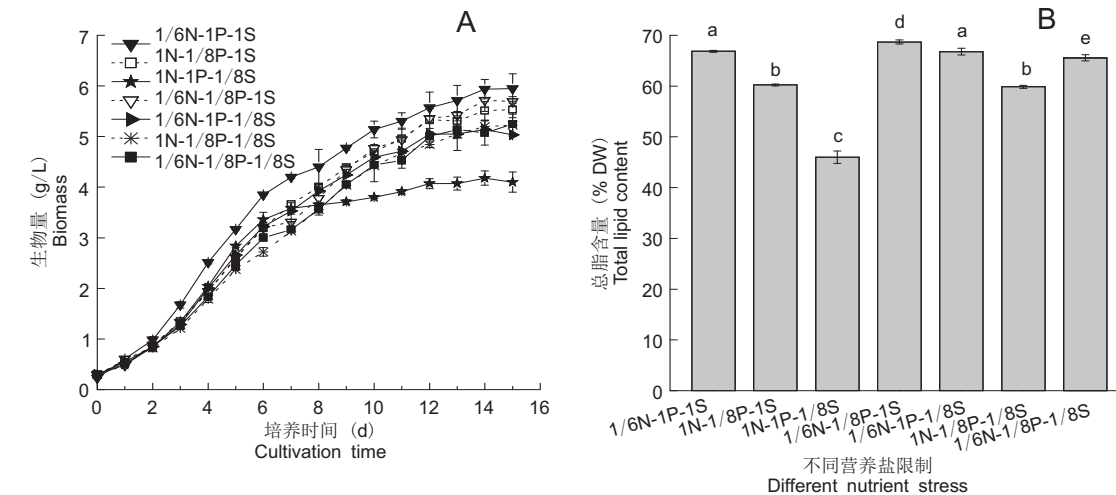 A
1/6N-1P-1S
1N-1/8P-1S
1N-1P-1/8S
1/6N-1/8P-1S
1/6N-1P-1/8S
1N-1/8P-1/8S
1/6N-1/8P-1/8S
7
6
5
4
3
2
1
0
生物量 (g/L)
Biomass
0 2 4 6 8 10 12 14 16
培养时间 (d)
Cultivation time
B
70
60
50
40
30
20
10
0
总脂含量 (% DW)
Total lipid content
a b c d a b e
1/6N-1P-1S
1N-1/8P-1S
1N-1P-1/8S
1/6N-1/8P-1S
1/6N-1P-1/8S
1N-1/8P-1/8S
1/6N-1/8P-1/8S
不同营养盐限制
Different nutrient stress